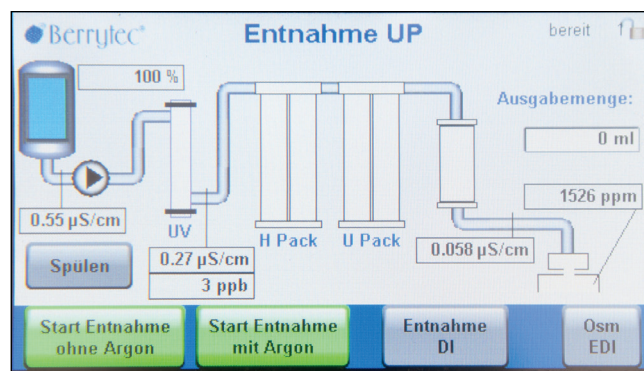 Berrytec®
Entnahme UP
bereit
1
100 %
Ausgabemenge:
0 ml
1526 ppm
0.55 µS/cm
UV
H Pack
U Pack
0.27 µS/cm
3 ppb
0.058 µS/cm
Spülen
Start Entnahme
ohne Argon
Start Entnahme
mit Argon
Entnahme
DI
Osm
EDI